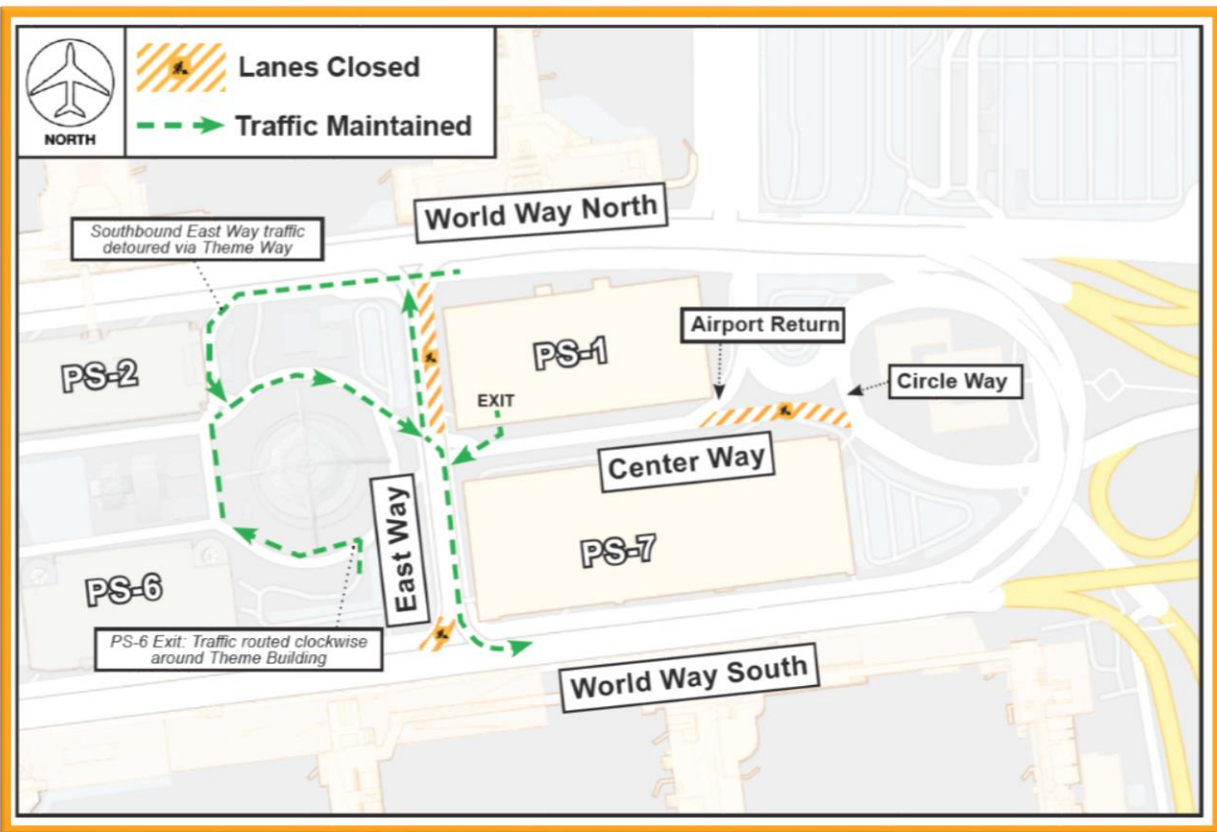 NORTH
Lanes Closed
Traffic Maintained
World Way North
Southbound East Way traffic
detoured via Theme Way
PS-2
PS-1
Airport Return
Circle Way
EXIT
Center Way
East Way
PS-7
PS-6
PS-6 Exit: Traffic routed clockwise
around Theme Building
World Way South